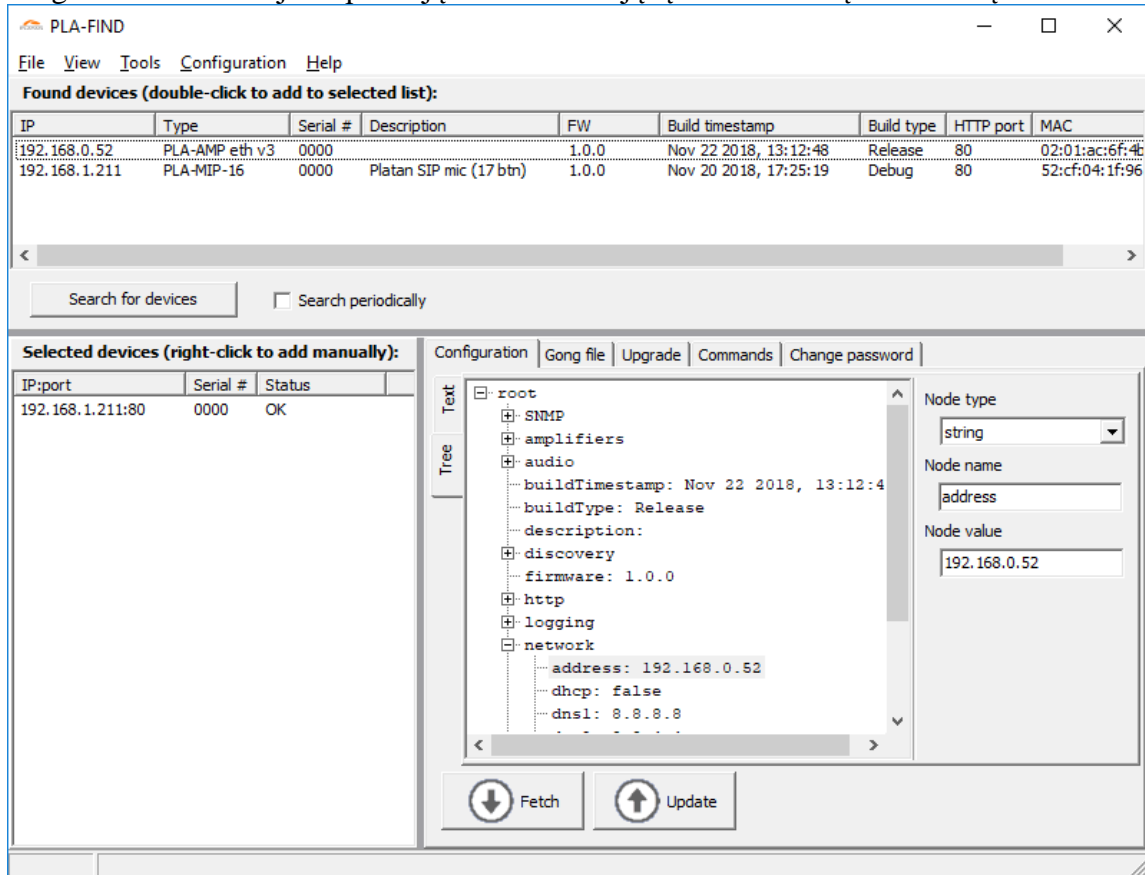 PLA-FIND
File View Tools Configuration Help
Found devices (double-click to add to selected list):
IP Type Serial # Description FW Build timestamp Build type HTTP port MAC
192.168.0.52 PLA-AMP eth v3 0000 1.0.0 Nov 22 2018, 13:12:48 Release 80 02:01:ac:6f:4b
192.168.1.211 PLA-MIP-16 0000 Platan SIP mic (17 btn) 1.0.0 Nov 20 2018, 17:25:19 Debug 80 52:cf:04:1f:96
Search for devices Search periodically
Selected devices (right-click to add manually):
IP:port Serial # Status
192.168.1.211:80 0000 OK
Configuration Gong file Upgrade Commands Change password
Text
Tree
root
SNMP
amplifiers
audio
buildTimestamp: Nov 22 2018, 13:12:4
buildType: Release
description:
discovery
firmware: 1.0.0
http
logging
network
address: 192.168.0.52
dhcp: false
dns1: 8.8.8.8
Node type
string
Node name
address
Node value
192.168.0.52
Fetch Update